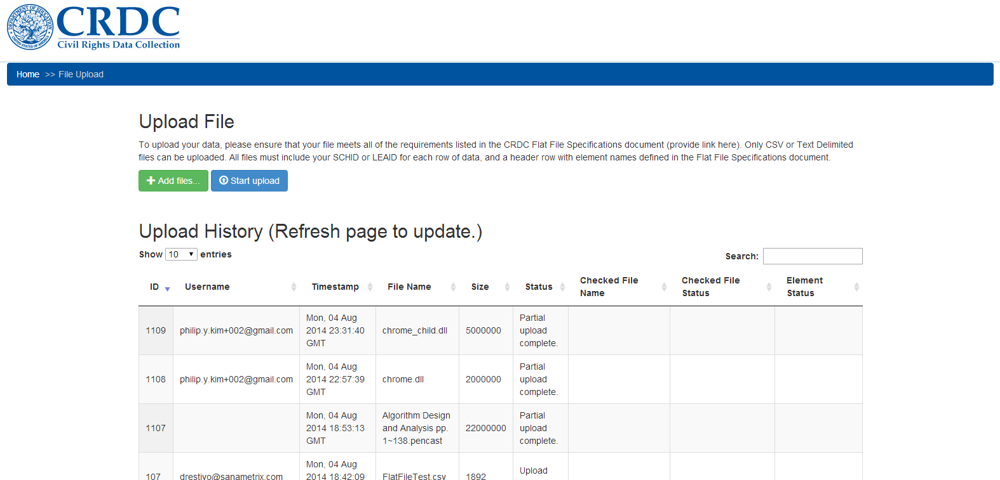 DEPARTMENT OF EDUCATION
UNITED STATES OF AMERICA
CRDC
Civil Rights Data Collection
Home >> File Upload
Upload File
To upload your data, please ensure that your file meets all of the requirements listed in the CRDC Flat File Specifications document (provide link here). Only CSV or Text Delimited
files can be uploaded. All files must include your SCHID or LEAID for each row of data, and a header row with element names defined in the Flat File Specifications document.
Add files... Start upload
Upload History (Refresh page to update.)
Show 10 entries
Search:
ID Username Timestamp File Name Size Status Checked File Name Checked File Status Element Status
1109 philip.y.kim+002@gmail.com Mon, 04 Aug 2014 23:31:40 GMT chrome_child.dll 5000000 Partial upload complete.
1108 philip.y.kim+002@gmail.com Mon, 04 Aug 2014 22:57:39 GMT chrome.dll 2000000 Partial upload complete.
1107 Mon, 04 Aug 2014 18:53:13 GMT Algorithm Design and Analysis pp. 1~138.pencast 22000000 Partial upload complete.
107 drestivo@sanametrix.com Mon, 04 Aug 2014 18:42:09 FlatFileTest.csv 1892 Upload